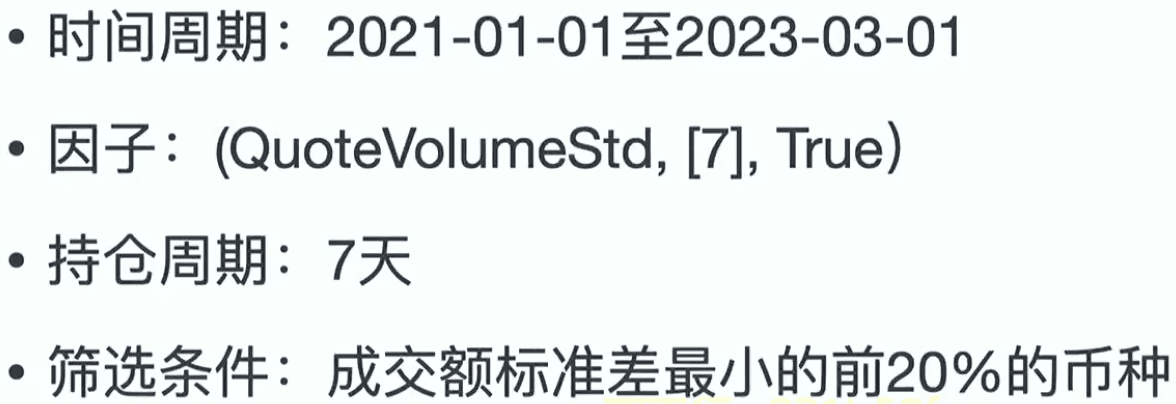 • 时间周期：2021-01-01至2023-03-01
• 因子：(QuoteVolumeStd, [7], True）
• 持仓周期：7天
• 筛选条件：成交额标准差最小的前20%的币种